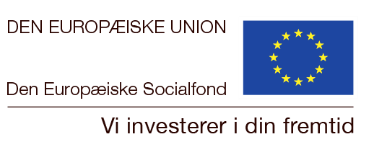 DEN EUROPÆISKE UNION
Den Europæiske Socialfond
Vi investerer i din fremtid